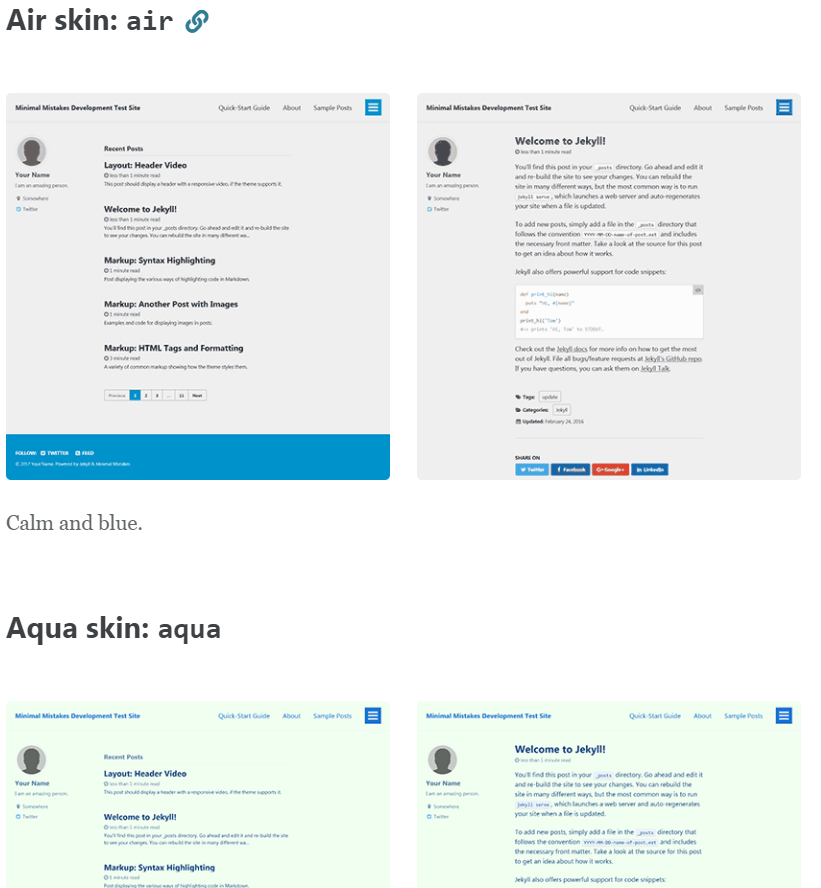 Air skin: air
Minimal Mistakes Development Test Site
Quick-Start Guide About Sample Posts
Your Name
I am an amazing person.
Somewhere
Twitter
Recent Posts
Layout: Header Video
less than 1 minute read
This post should display a header with a responsive video, if the theme supports it.
Welcome to Jekyll!
less than 1 minute read
You'll find this post in your _posts directory. Go ahead and edit it and re-build the site
to see your changes. You can rebuild the site in many different wa...
Markup: Syntax Highlighting
1 minute read
Post displaying the various ways of highlighting code in Markdown.
Markup: Another Post with Images
1 minute read
Examples and code for displaying images in posts.
Markup: HTML Tags and Formatting
3 minute read
A variety of common markup showing how the theme styles them.
Previous 1 2 3 ... 11 Next
FOLLOW: TWITTER FEED
© 2017 Your Name. Powered by Jekyll & Minimal Mistakes.
Minimal Mistakes Development Test Site
Quick-Start Guide About Sample Posts
Your Name
I am an amazing person.
Somewhere
Twitter
Welcome to Jekyll!
less than 1 minute read
You'll find this post in your _posts directory. Go ahead and edit it
and re-build the site to see your changes. You can rebuild the
site in many different ways, but the most common way is to run
jekyll serve, which launches a web server and auto-regenerates
your site when a file is updated.
To add new posts, simply add a file in the _posts directory that
follows the convention YYYY-MM-DD-name-of-post.ext and includes
the necessary front matter. Take a look at the source for this post
to get an idea about how it works.
Jekyll also offers powerful support for code snippets:
def print_hi(name)
puts "Hi, #{name}"
end
print_hi('Tom')
#=> prints 'Hi, Tom' to STDOUT.
Check out the Jekyll docs for more info on how to get the most
out of Jekyll. File all bugs/feature requests at Jekyll's GitHub repo.
If you have questions, you can ask them on Jekyll Talk.
Tags: update
Categories: Jekyll
Updated: February 24, 2016
SHARE ON
Twitter Facebook Google+ LinkedIn
Calm and blue.
Aqua skin: aqua
Minimal Mistakes Development Test Site
Quick-Start Guide About Sample Posts
Your Name
I am an amazing person.
Somewhere
Twitter
Recent Posts
Layout: Header Video
less than 1 minute read
This post should display a header with a responsive video, if the theme supports it.
Welcome to Jekyll!
less than 1 minute read
You'll find this post in your _posts directory. Go ahead and edit it and re-build the site
to see your changes. You can rebuild the site in many different wa...
Markup: Syntax Highlighting
1 minute read
Post displaying the various ways of highlighting code in Markdown.
Minimal Mistakes Development Test Site
Quick-Start Guide About Sample Posts
Your Name
I am an amazing person.
Somewhere
Twitter
Welcome to Jekyll!
less than 1 minute read
You'll find this post in your _posts directory. Go ahead and edit it
and re-build the site to see your changes. You can rebuild the
site in many different ways, but the most common way is to run
jekyll serve, which launches a web server and auto-regenerates
your site when a file is updated.
To add new posts, simply add a file in the _posts directory that
follows the convention YYYY-MM-DD-name-of-post.ext and includes
the necessary front matter. Take a look at the source for this post
to get an idea about how it works.
Jekyll also offers powerful support for code snippets: